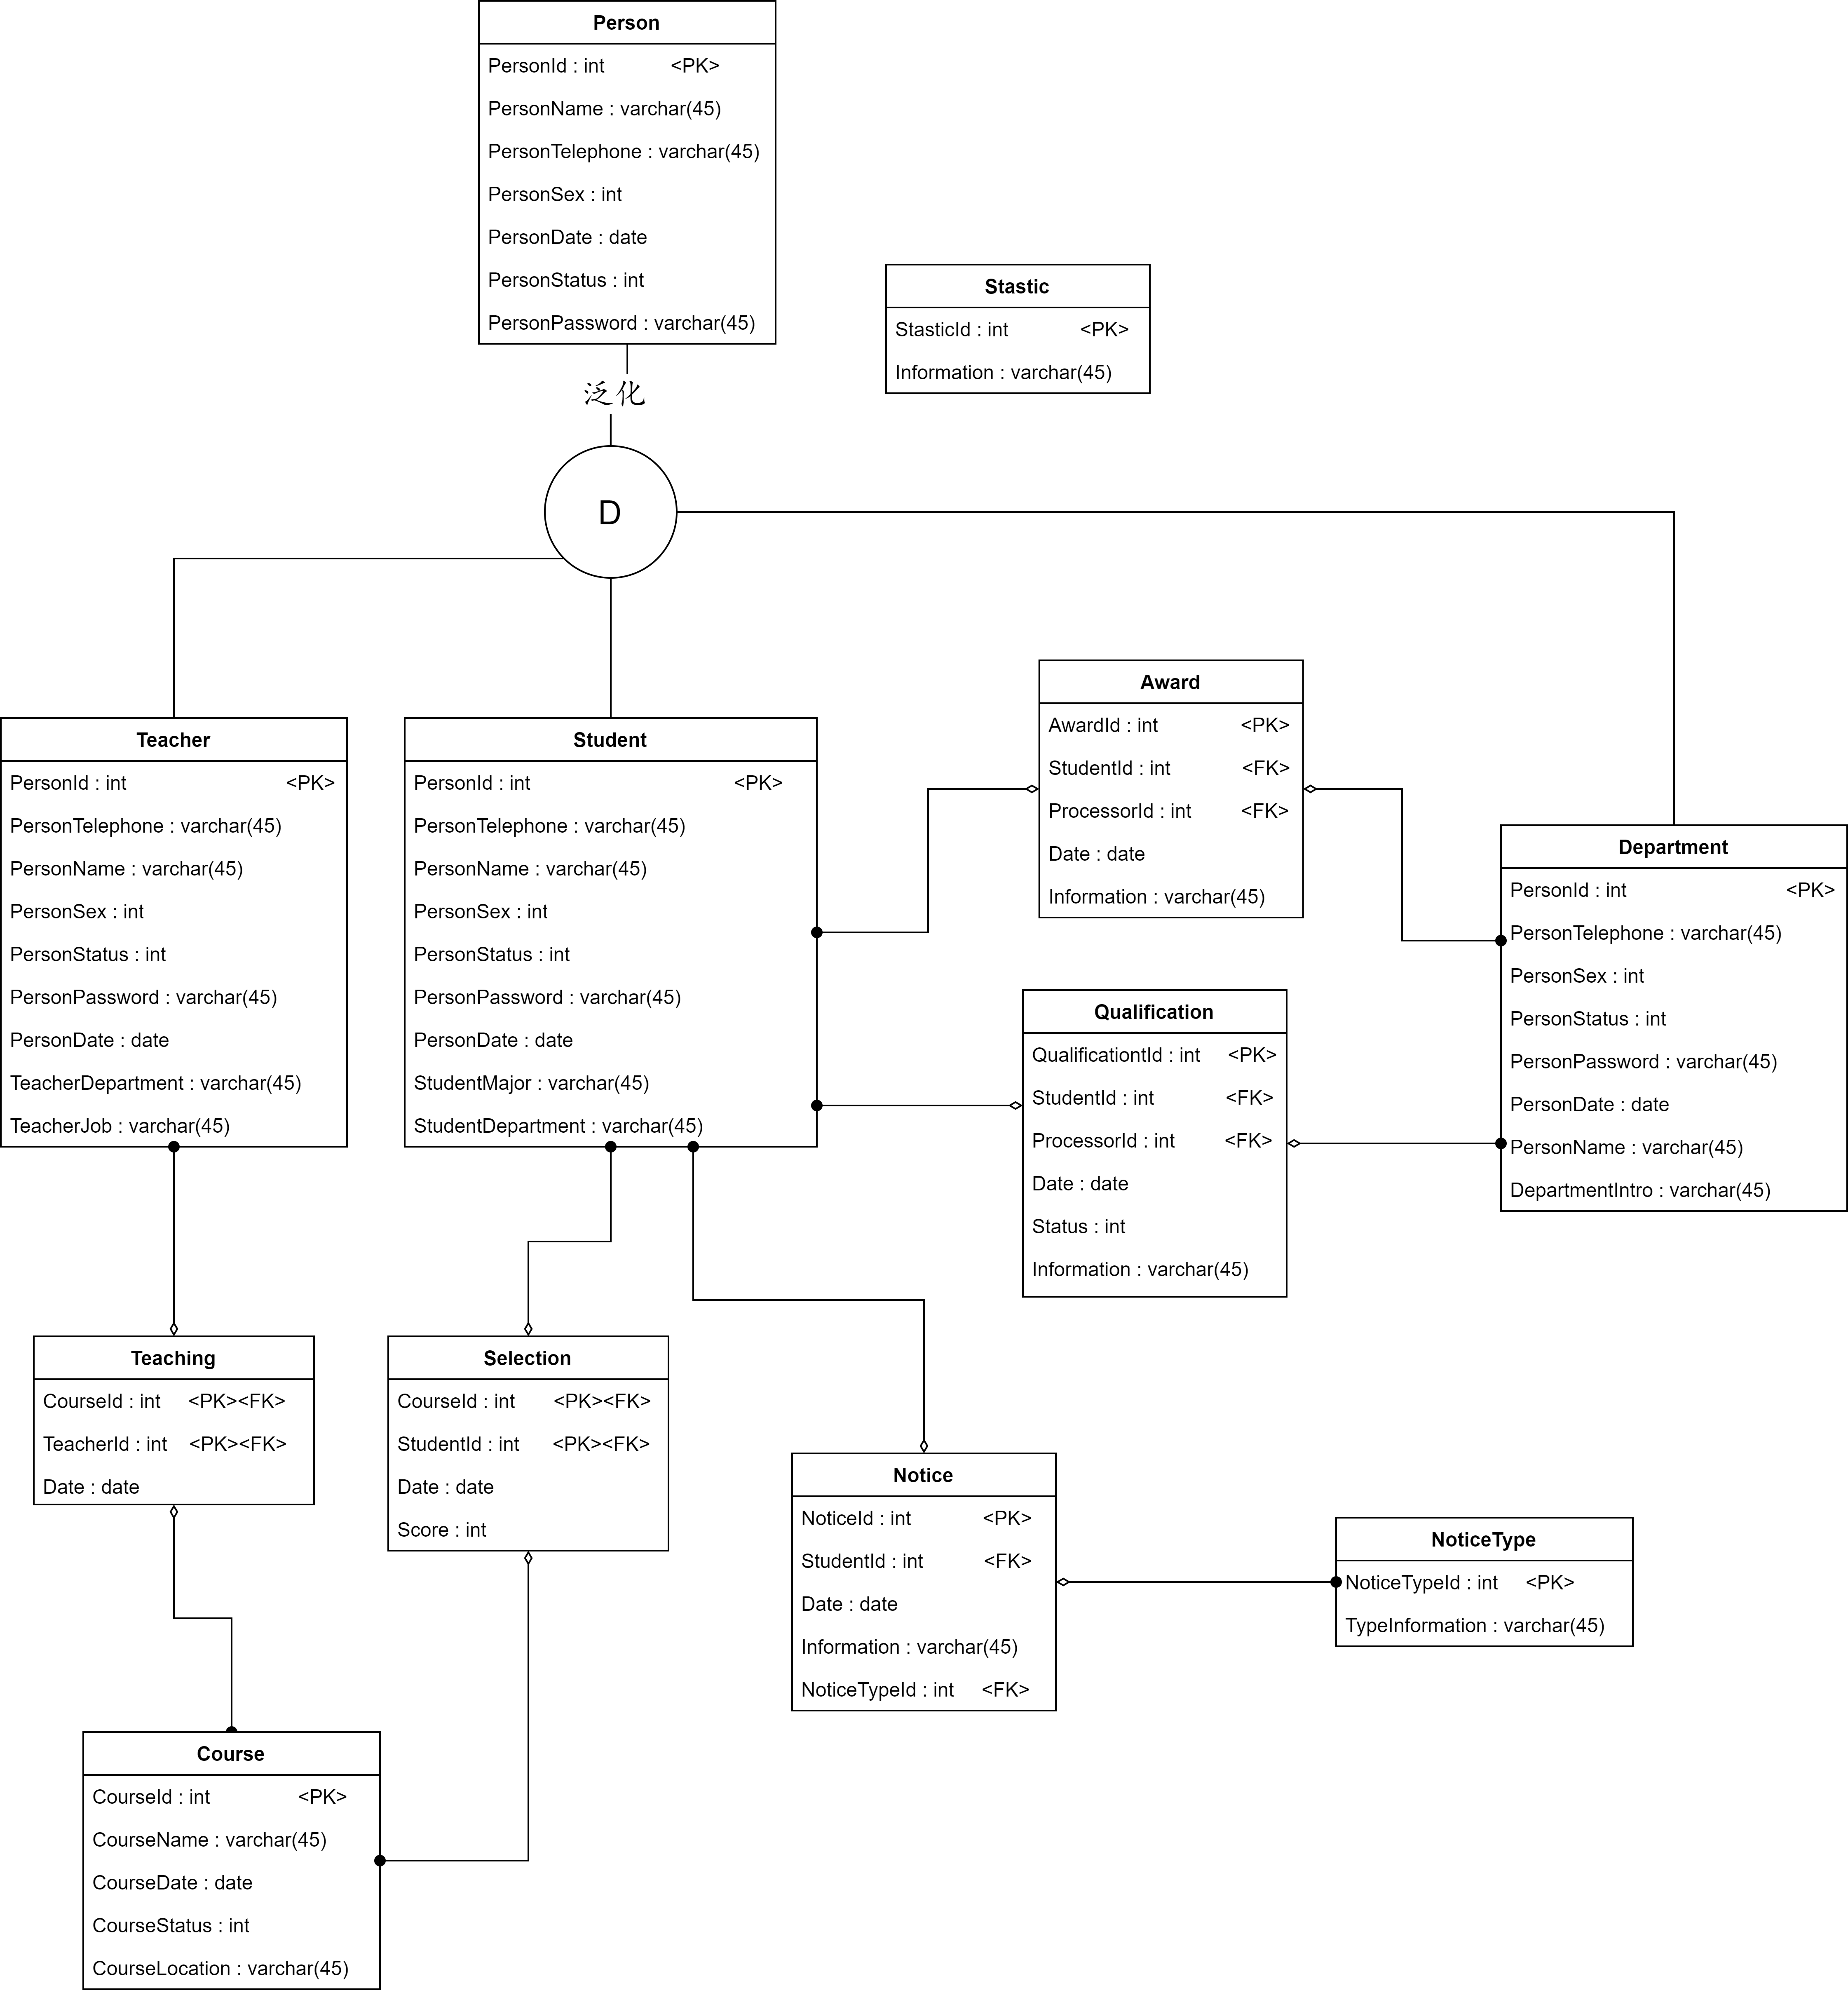 Person
PersonId : int <PK>
PersonName : varchar(45)
PersonTelephone : varchar(45)
PersonSex : int
PersonDate : date
PersonStatus : int
PersonPassword : varchar(45)
Stastic
StasticId : int <PK>
Information : varchar(45)
泛化
D
Teacher
PersonId : int <PK>
PersonTelephone : varchar(45)
PersonName : varchar(45)
PersonSex : int
PersonStatus : int
PersonPassword : varchar(45)
PersonDate : date
TeacherDepartment : varchar(45)
TeacherJob : varchar(45)
Student
PersonId : int <PK>
PersonTelephone : varchar(45)
PersonName : varchar(45)
PersonSex : int
PersonStatus : int
PersonPassword : varchar(45)
PersonDate : date
StudentMajor : varchar(45)
StudentDepartment : varchar(45)
Award
AwardId : int <PK>
StudentId : int <FK>
ProcessorId : int <FK>
Date : date
Information : varchar(45)
Department
PersonId : int <PK>
PersonTelephone : varchar(45)
PersonSex : int
PersonStatus : int
PersonPassword : varchar(45)
PersonDate : date
PersonName : varchar(45)
DepartmentIntro : varchar(45)
Qualification
QualificationtId : int <PK>
StudentId : int <FK>
ProcessorId : int <FK>
Date : date
Status : int
Information : varchar(45)
Teaching
CourseId : int <PK><FK>
TeacherId : int <PK><FK>
Date : date
Selection
CourseId : int <PK><FK>
StudentId : int <PK><FK>
Date : date
Score : int
Notice
NoticeId : int <PK>
StudentId : int <FK>
Date : date
Information : varchar(45)
NoticeTypeId : int <FK>
NoticeType
NoticeTypeId : int <PK>
TypeInformation : varchar(45)
Course
CourseId : int <PK>
CourseName : varchar(45)
CourseDate : date
CourseStatus : int
CourseLocation : varchar(45)